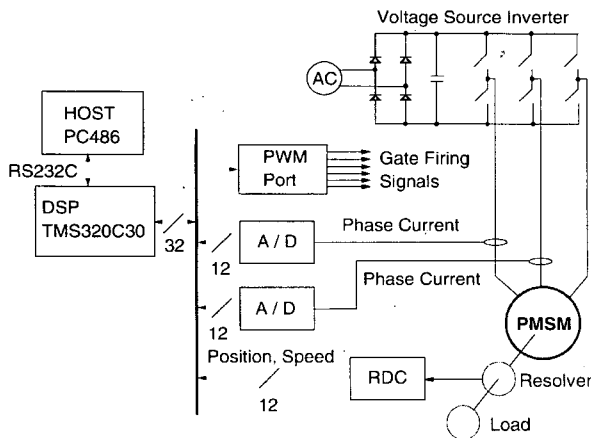 Voltage Source Inverter
AC
HOST
PC486
RS232C
DSP
TMS320C30
32
PWM
Port
Gate Firing
Signals
A / D
12
Phase Current
A / D
12
Phase Current
PMSM
Position, Speed
12
RDC
Resolver
Load